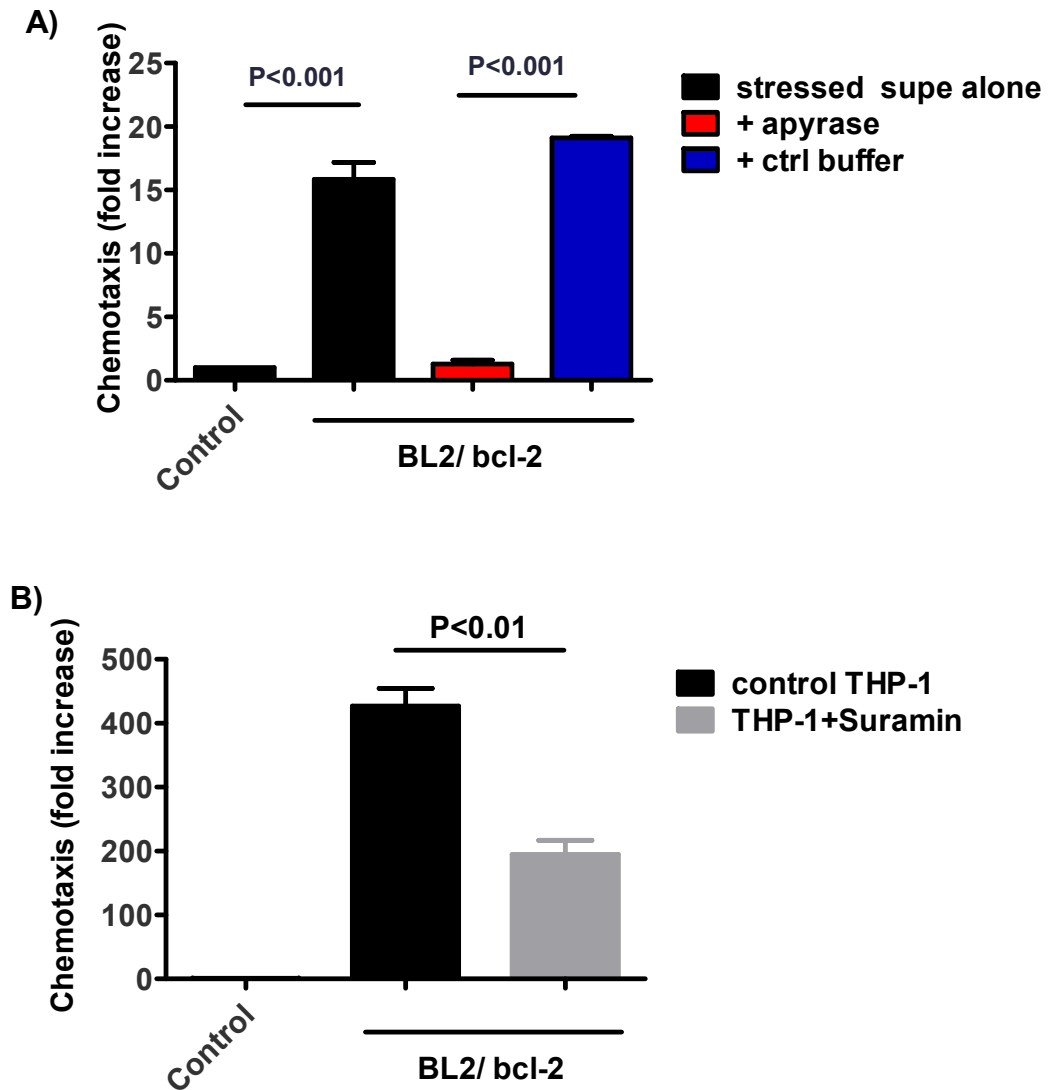 A)
Chemotaxis (fold increase)
25
20
15
10
5
0
P<0.001
P<0.001
stressed supe alone
+ apyrase
+ ctrl buffer
Control
BL2/ bcl-2
B)
Chemotaxis (fold increase)
500
400
300
200
100
0
P<0.01
control THP-1
THP-1+Suramin
Control
BL2/ bcl-2